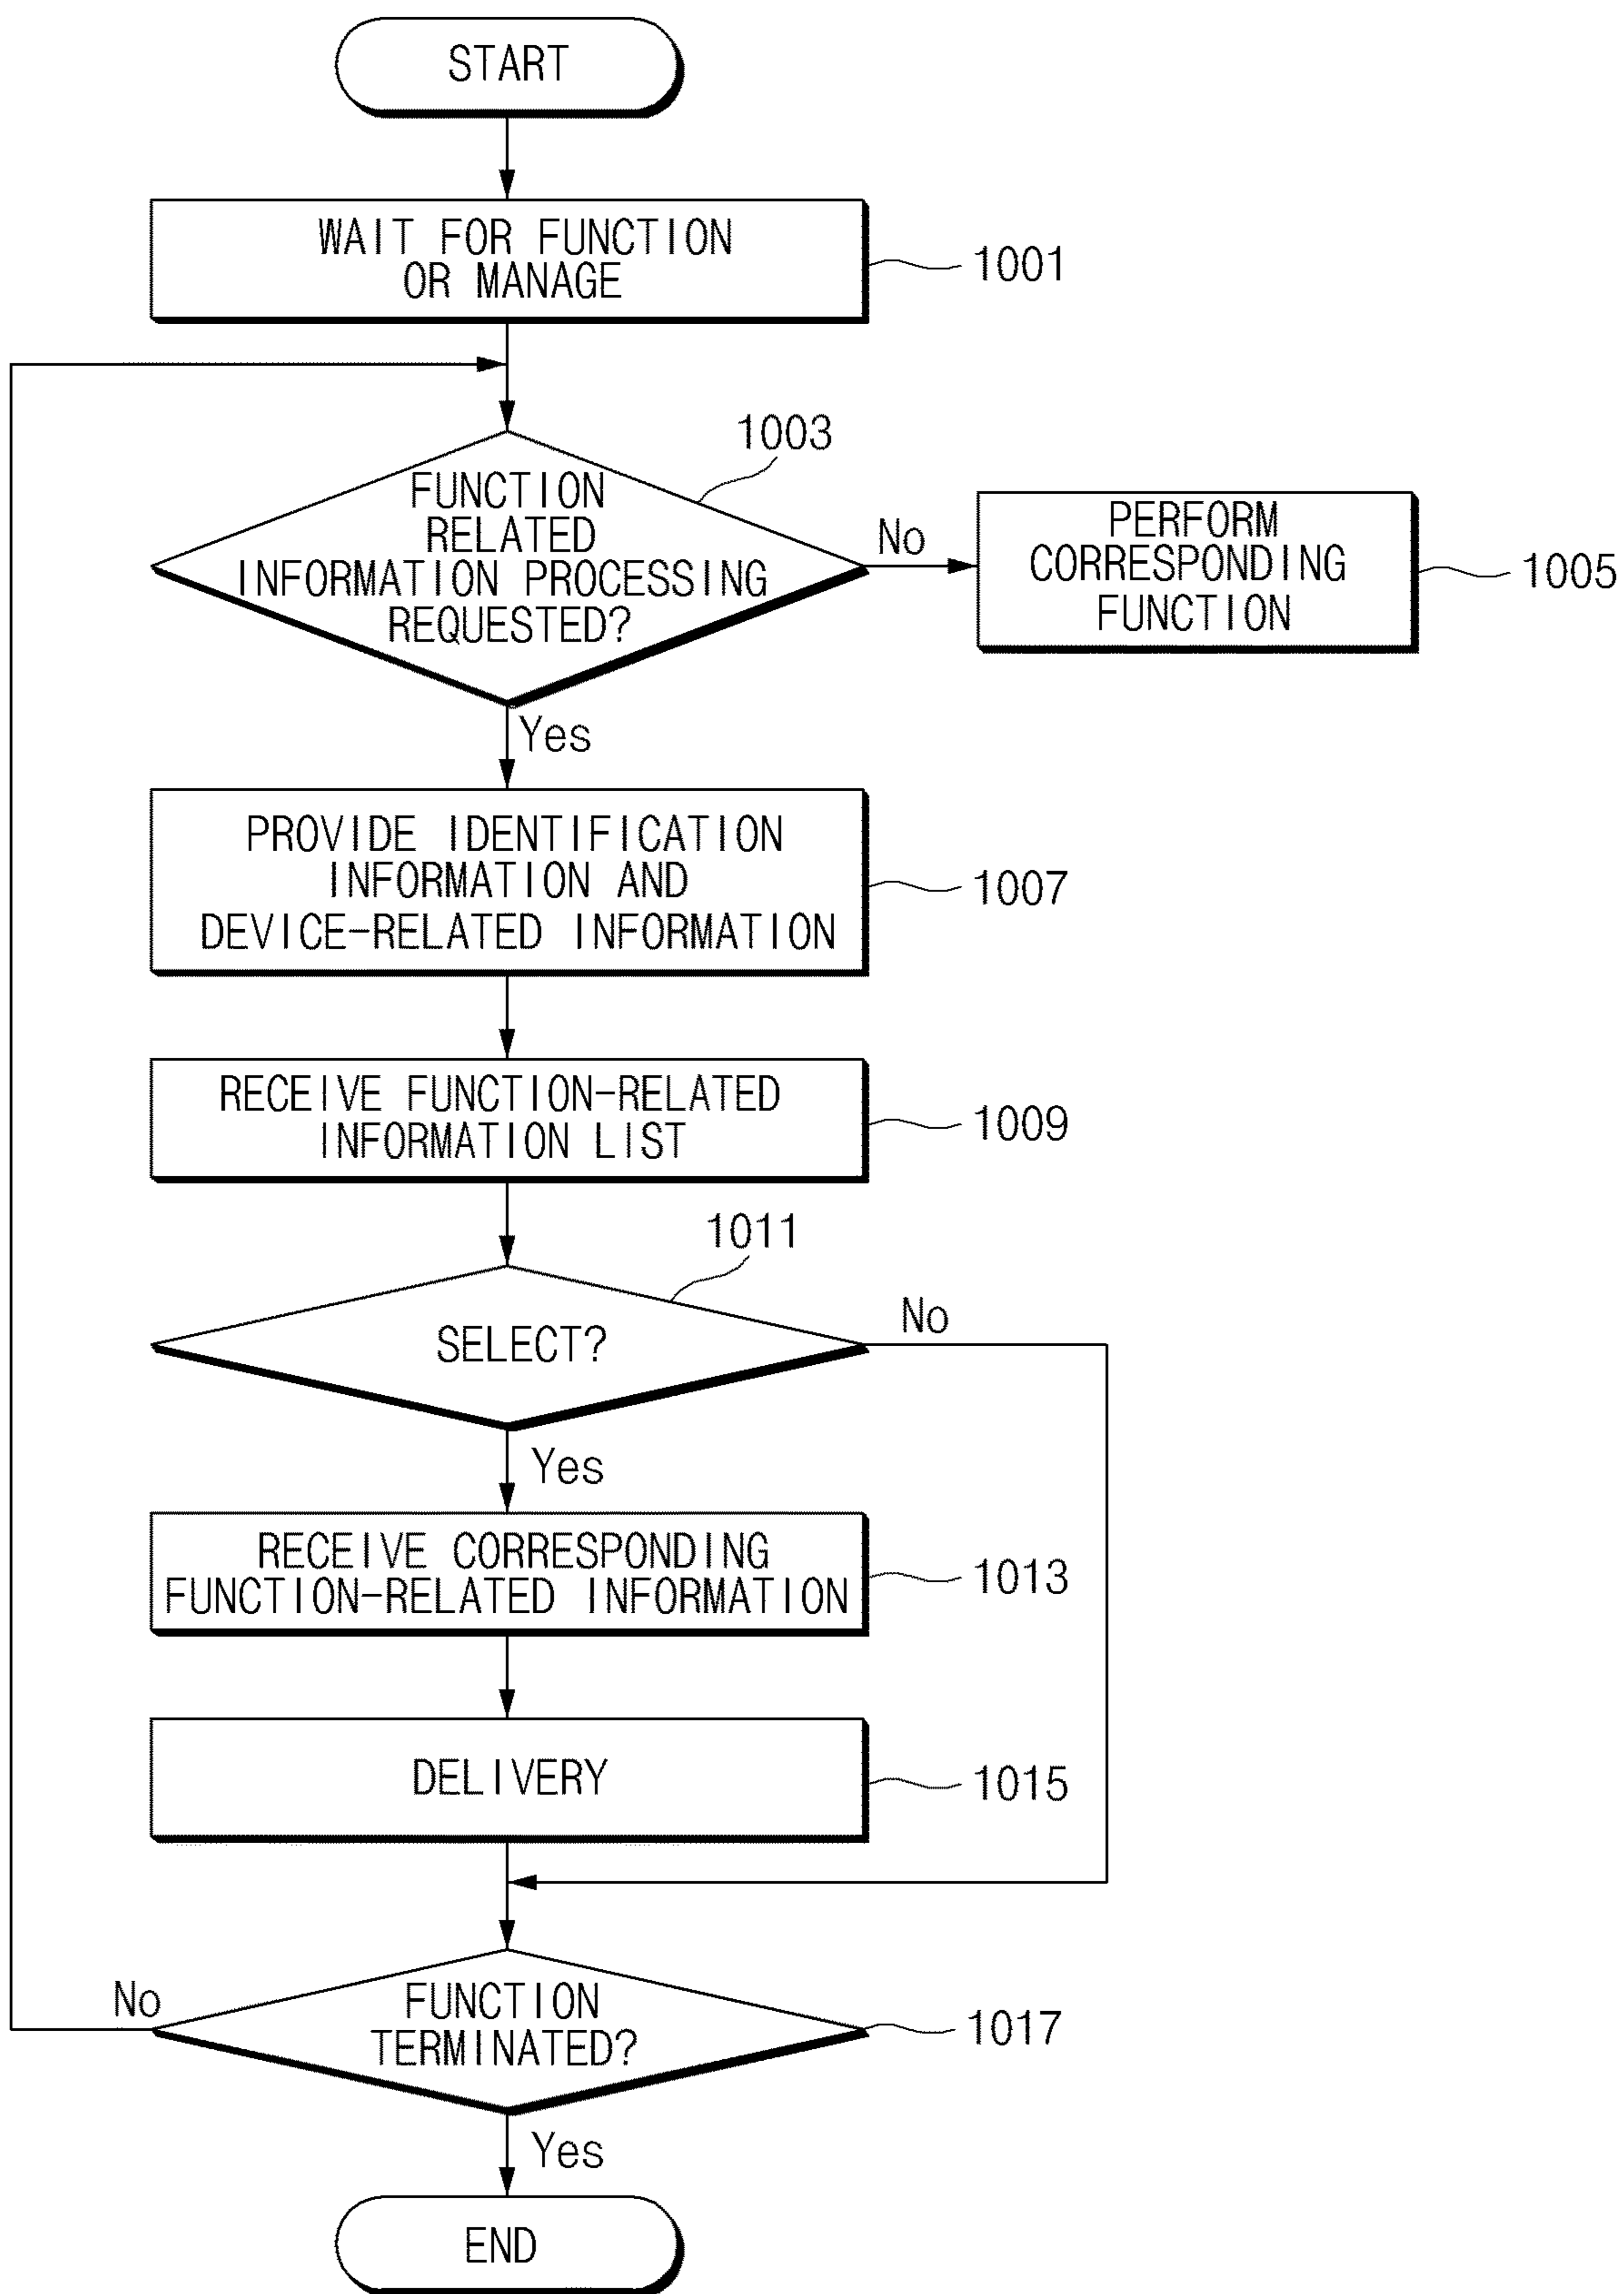 START
WAIT FOR FUNCTION
OR MANAGE
1001
1003
FUNCTION
RELATED
INFORMATION PROCESSING
REQUESTED?
No
PERFORM
CORRESPONDING
FUNCTION
1005
Yes
PROVIDE IDENTIFICATION
INFORMATION AND
DEVICE-RELATED INFORMATION
1007
RECEIVE FUNCTION-RELATED
INFORMATION LIST
1009
1011
SELECT?
No
Yes
RECEIVE CORRESPONDING
FUNCTION-RELATED INFORMATION
1013
DELIVERY
1015
No
FUNCTION
TERMINATED?
1017
Yes
END